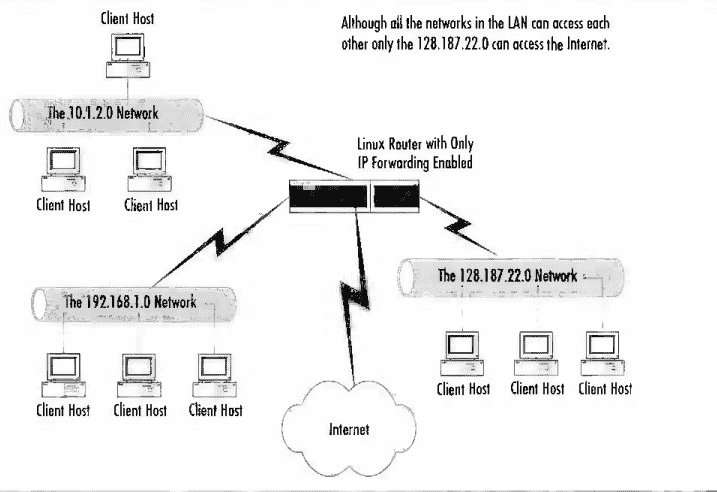 Client Host
Although all the networks in the LAN can access each
other only the 128.187.22.0 can access the Internet.
The 10.1.2.0 Network
Linux Router with Only
IP Forwarding Enabled
Client Host
Client Host
The 128.187.22.0 Network
The 192.168.1.0 Network
Client Host
Client Host
Client Host
Client Host
Client Host
Client Host
Internet